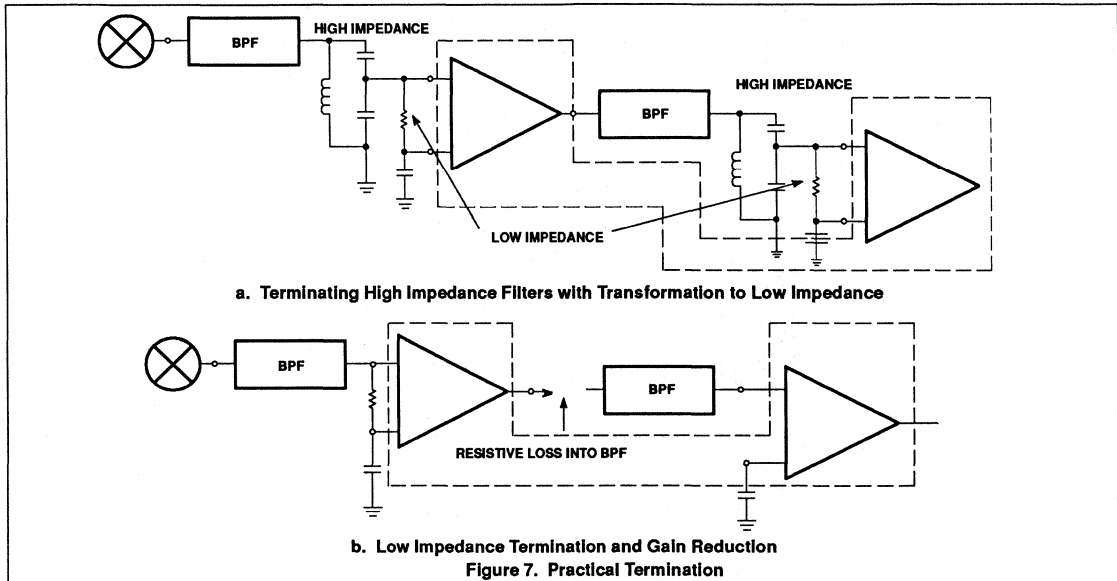 HIGH IMPEDANCE
BPF
HIGH IMPEDANCE
BPF
LOW IMPEDANCE
a. Terminating High Impedance Filters with Transformation to Low Impedance
BPF
BPF
RESISTIVE LOSS INTO BPF
b. Low Impedance Termination and Gain Reduction
Figure 7. Practical Termination